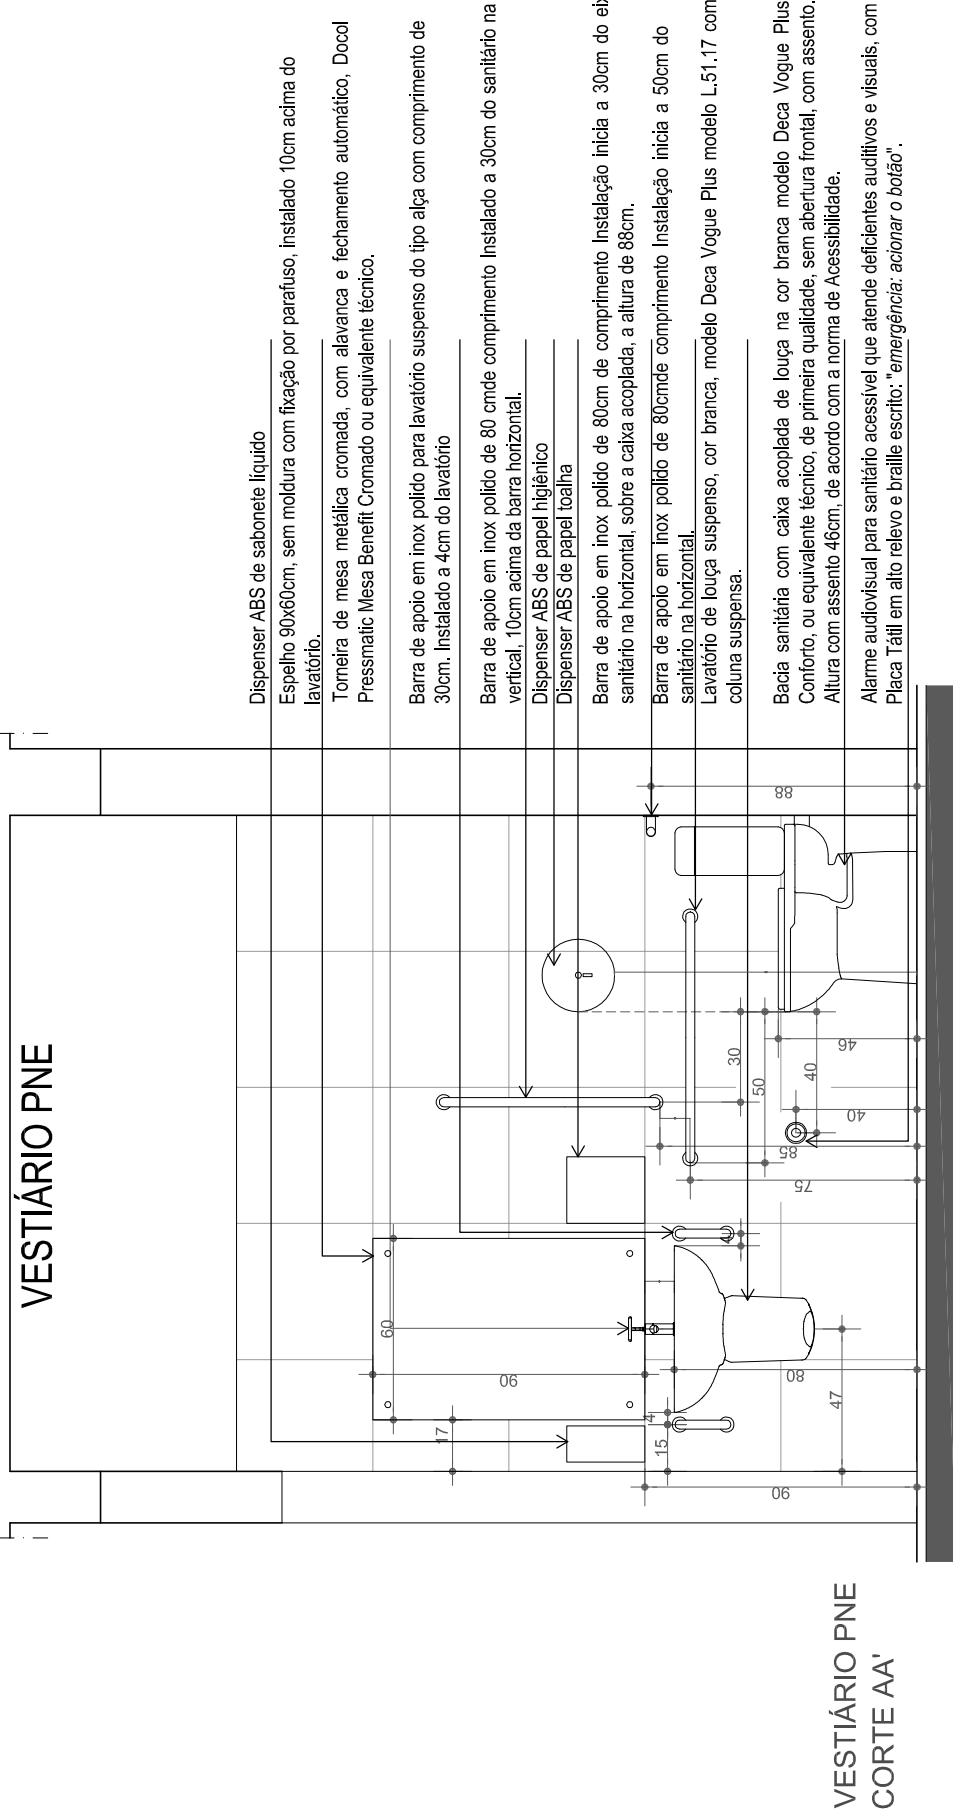 VESTIÁRIO PNE
Dispenser ABS de sabonete líquido
Espelho 90x60cm, sem moldura com fixação por parafuso, instalado 10cm acima do
lavatório.
Torneira de mesa metálica cromada, com alavanca e fechamento automático, Docol
Pressmatic Mesa Benefit Cromado ou equivalente técnico.
Barra de apoio em inox polido para lavatório suspenso do tipo alça com comprimento de
30cm. Instalado a 4cm do lavatório
Barra de apoio em inox polido de 80 cmde comprimento Instalado a 30cm do sanitário na
vertical, 10cm acima da barra horizontal.
Dispenser ABS de papel higiênico
Dispenser ABS de papel toalha
Barra de apoio em inox polido de 80cm de comprimento Instalação inicia a 30cm do
sanitário na horizontal, sobre a caixa acoplada, a altura de 88cm.
Barra de apoio em inox polido de 80cmde comprimento Instalação inicia a 50cm do
sanitário na horizontal.
Lavatório de louça suspenso, cor branca, modelo Deca Vogue Plus modelo L.51.17 com
coluna suspensa.
Bacia sanitária com caixa acoplada de louça na cor branca modelo Deca Vogue Plus
Conforto, ou equivalente técnico, de primeira qualidade, sem abertura frontal, com assento.
Altura com assento 46cm, de acordo com a norma de Acessibilidade.
Alarme audiovisual para sanitário acessível que atende deficientes auditivos e visuais, com
Placa Tátil em alto relevo e braille escrito: "emergência: acionar o botão".
60
90
17
4
15
90
80
47
4
30
50
40
85
75
40
46
88
VESTIÁRIO PNE
CORTE AA'